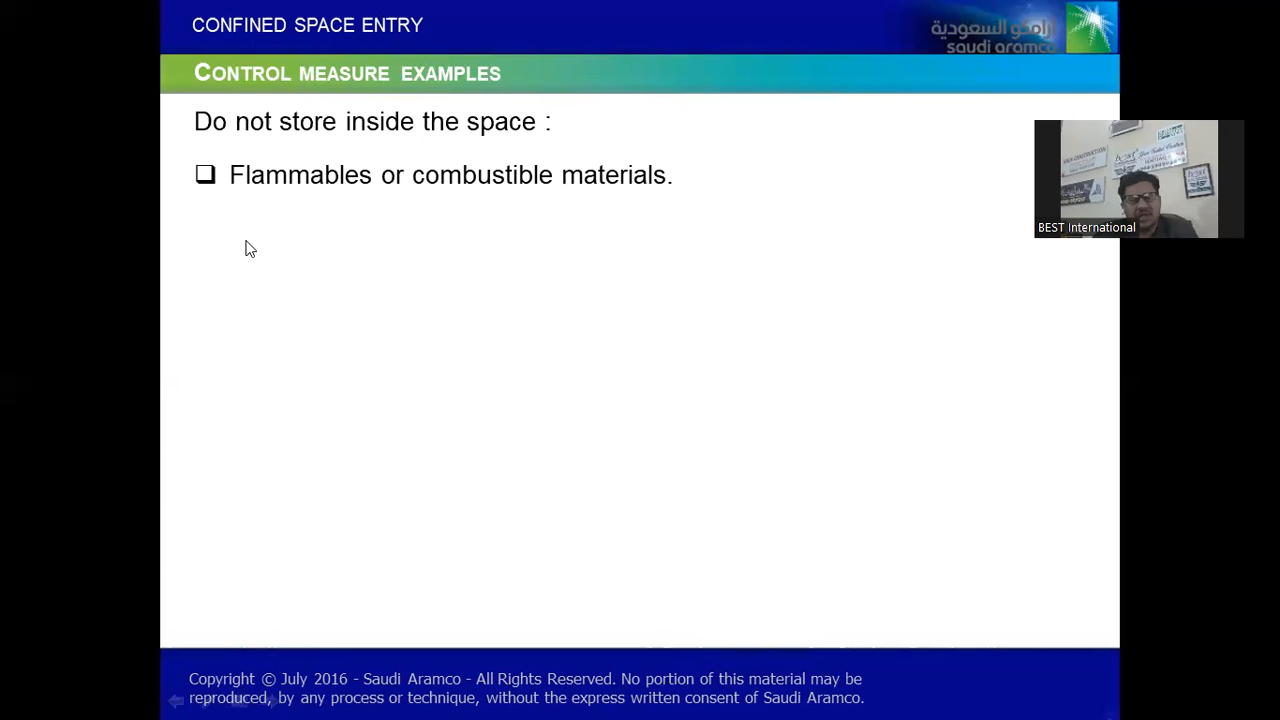 CONFINED SPACE ENTRY
أرامكو السعودية
saudi aramco
CONTROL MEASURE EXAMPLES
Do not store inside the space :
❑ Flammables or combustible materials.
BEST International
Copyright © July 2016 - Saudi Aramco - All Rights Reserved. No portion of this material may be
reproduced, by any process or technique, without the express written consent of Saudi Aramco.